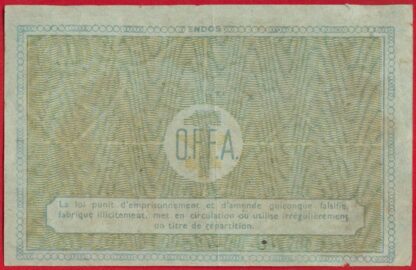 ENDOS
O.F.F.A.
La loi punit d'emprisonnement et d'amende quiconque falsifie,
fabrique illicitement, met en circulation ou utilise irrégulièrement
un titre de répartition.